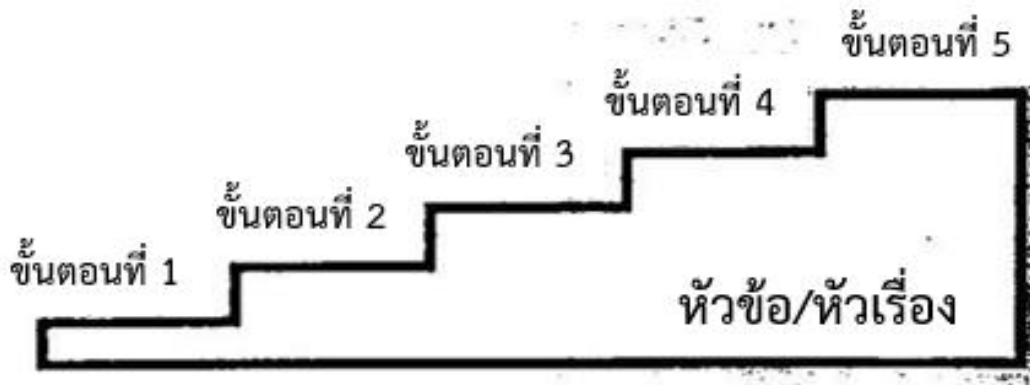 ขั้นตอนที่ 5
ขั้นตอนที่ 4
ขั้นตอนที่ 3
ขั้นตอนที่ 2
ขั้นตอนที่ 1
หัวข้อ/หัวเรื่อง